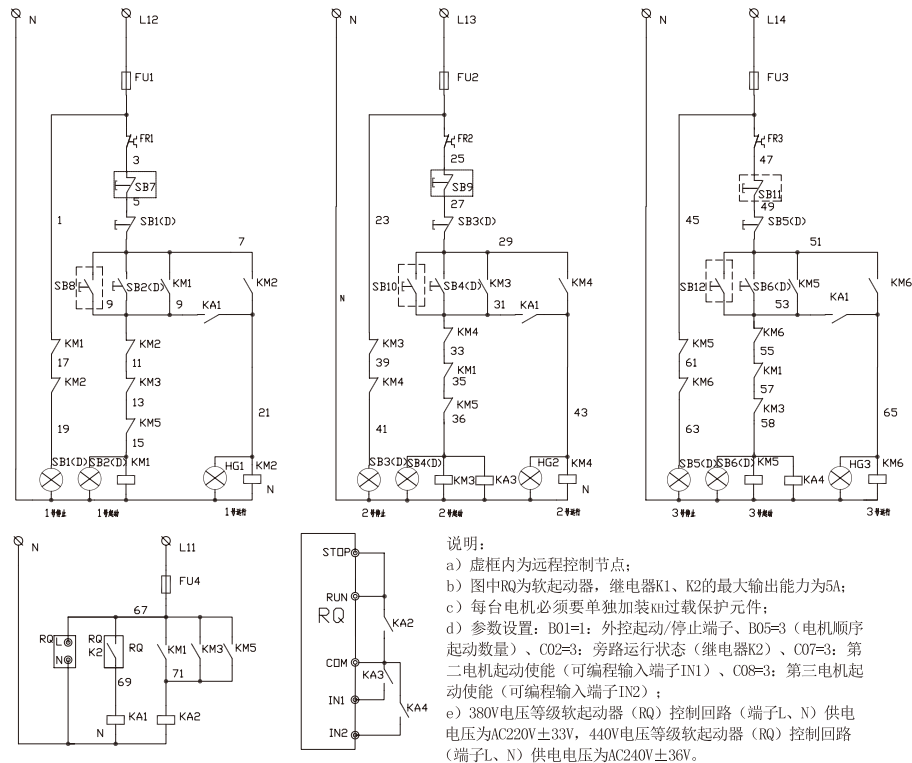 N L12 N L13 N L14
FU1 FU2 FU3
FR1 FR2 FR3
3 25 47
SB7 SB9 SB11
5 27 49
1 SB1(D) 23 SB3(D) 45 SB5(D)
7 29 51
SB8 SB2(D) KM1 KM2 SB10 SB4(D) KM3 KM4 SB12 SB6(D) KM5 KM6
N
9 9 KA1 31 KA1 53 KA1
KM1 KM2 KM3 KM4 KM5 KM6
17 11 39 33 61 55
KM2 KM3 KM4 KM1 KM6 KM1
13 35 57
KM5 KM5 KM3
19 15 21 41 36 43 63 58 65
SB1(D) SB2(D) KM1 HG1 KM2 SB3(D) SB4(D) KM3 KA3 HG2 KM4 SB5(D) SB6(D) KM5 KA4 HG3 KM6
N N
1号停止 1号起动 1号运行 2号停止 2号起动 2号运行 3号停止 3号起动 3号运行
N L11
FU4
67
RQ L N RQ K2 RQ KM1 KM3 KM5
69 71
KA1 KA2
N
STOP
RUN
RQ
KA2
COM
KA3
IN1
KA4
IN2
说明：
a）虚框内为远程控制节点；
b）图中RQ为软起动器，继电器K1、K2的最大输出能力为5A；
c）每台电机必须要单独加装KH过载保护元件；
d）参数设置：B01=1：外控起动/停止端子、B05=3（电机顺序
起动数量）、C02=3：旁路运行状态（继电器K2）、C07=3：第
二电机起动使能（可编程输入端子IN1）、C08=3：第三电机起
动使能（可编程输入端子IN2）；
e）380V电压等级软起动器（RQ）控制回路（端子L、N）供电
电压为AC220V±33V，440V电压等级软起动器（RQ）控制回路
（端子L、N）供电电压为AC240V±36V。